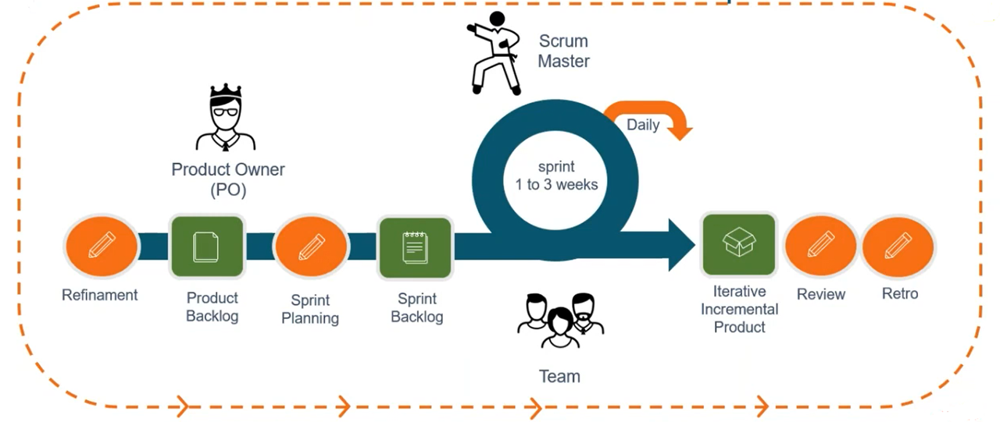 Scrum
Master
Daily
Product Owner
(PO)
sprint
1 to 3 weeks
Refinament
Product
Backlog
Sprint
Planning
Sprint
Backlog
Iterative
Incremental
Product
Review
Retro
Team